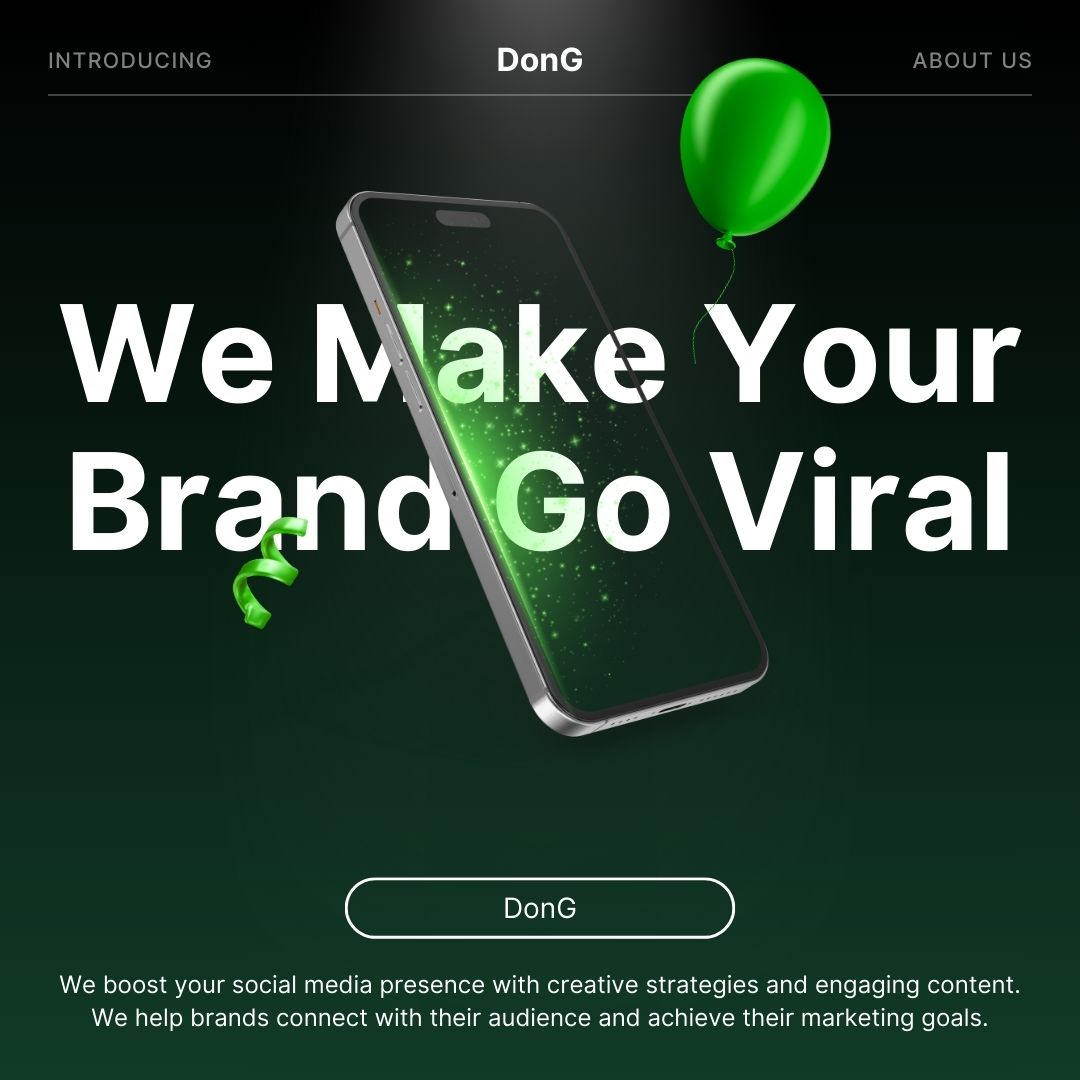 INTRODUCING DonG ABOUT US
We Make Your
Brand Go Viral
DonG
We boost your social media presence with creative strategies and engaging content.
We help brands connect with their audience and achieve their marketing goals.